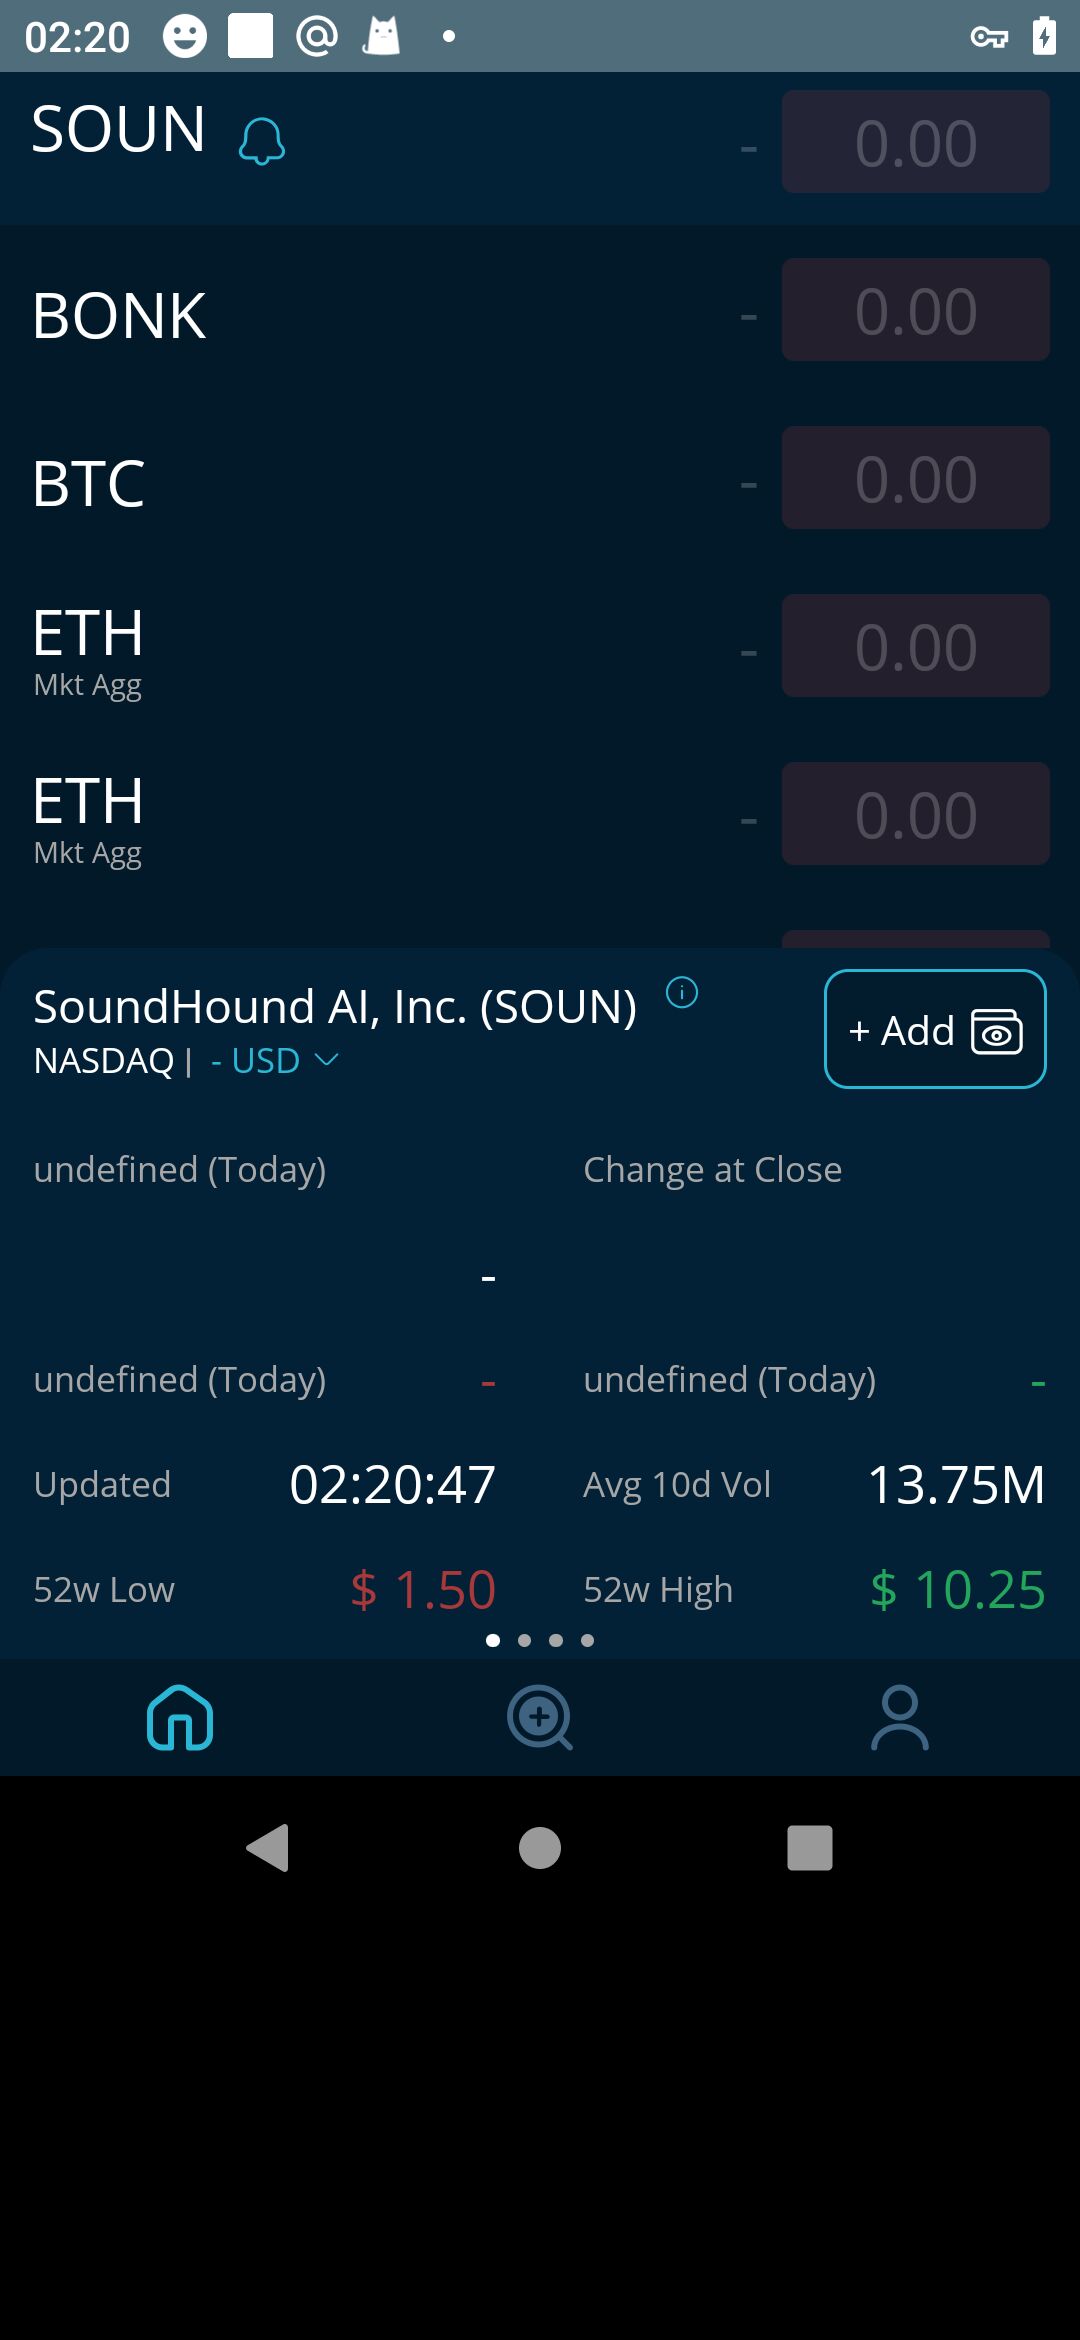 02:20
SOUN - 0.00
BONK - 0.00
BTC - 0.00
ETH - 0.00
Mkt Agg
ETH - 0.00
Mkt Agg
SoundHound AI, Inc. (SOUN)
+ Add
NASDAQ | - USD
undefined (Today) Change at Close
-
undefined (Today) - undefined (Today) -
Updated 02:20:47 Avg 10d Vol 13.75M
52w Low $ 1.50 52w High $ 10.25